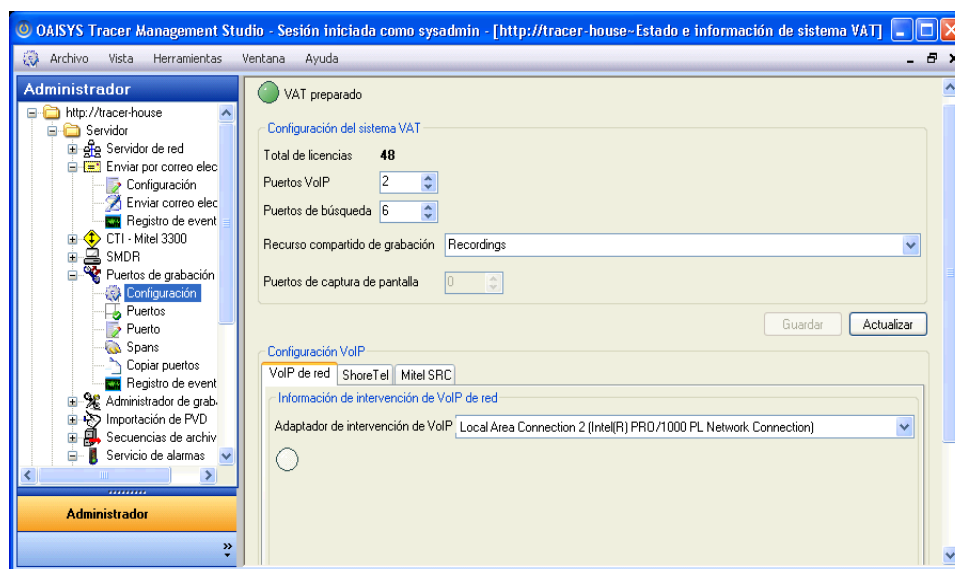 OAISYS Tracer Management Studio - Sesión iniciada como sysadmin - [http://tracer-house~Estado e información de sistema VAT]
Archivo Vista Herramientas Ventana Ayuda
Administrador
http://tracer-house
Servidor
Servidor de red
Enviar por correo elec
Configuración
Enviar correo elec
Registro de event
CTI - Mitel 3300
SMDR
Puertos de grabación
Configuración
Puertos
Puerto
Spans
Copiar puertos
Registro de event
Administrador de grab
Importación de PVD
Secuencias de archiv
Servicio de alarmas
Administrador
VAT preparado
Configuración del sistema VAT
Total de licencias 48
Puertos VoIP 2
Puertos de búsqueda 6
Recurso compartido de grabación Recordings
Puertos de captura de pantalla 0
Guardar Actualizar
Configuración VoIP
VoIP de red ShoreTel Mitel SRC
Información de intervención de VoIP de red
Adaptador de intervención de VoIP Local Area Connection 2 (Intel(R) PRO/1000 PL Network Connection)